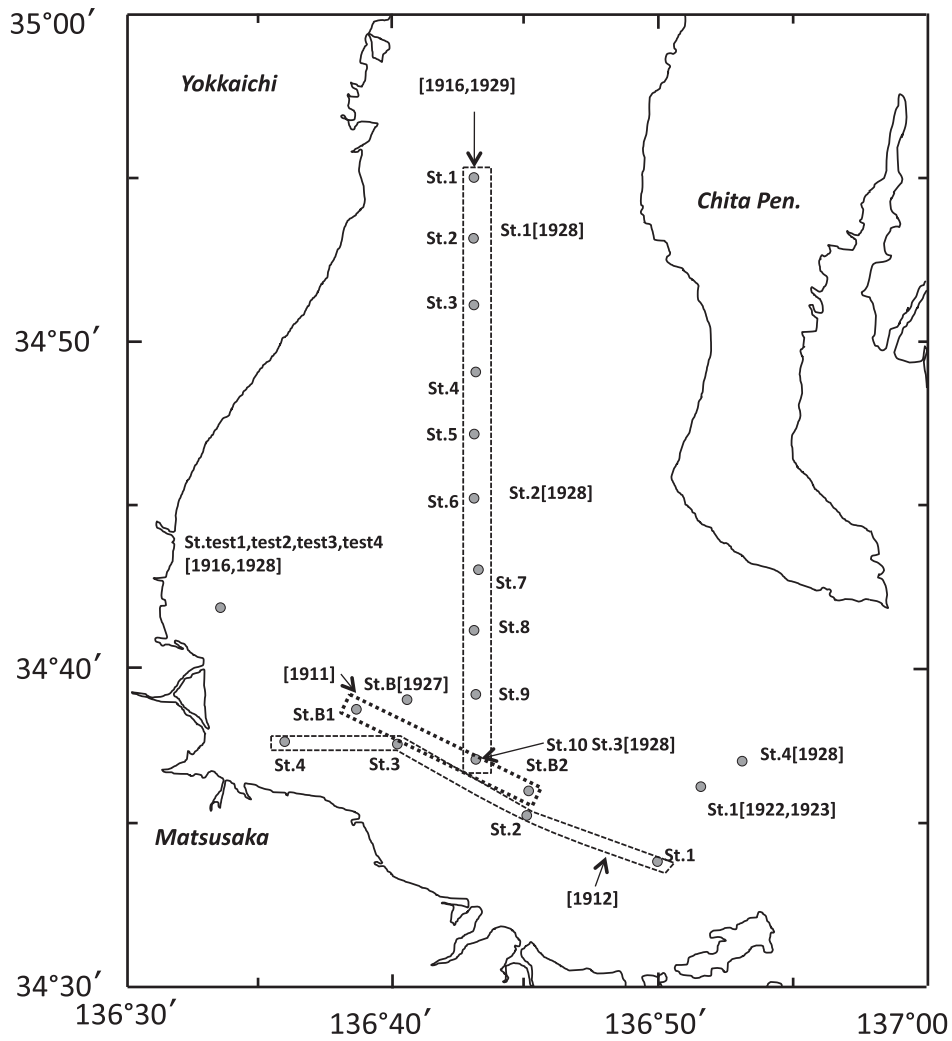 35°00′
Yokkaichi
[1916,1929]
St.1
Chita Pen.
St.1[1928]
St.2
St.3
34°50′
St.4
St.5
St.2[1928]
St.6
St.test1,test2,test3,test4
[1916,1928]
St.7
St.8
34°40′
[1911]
St.B[1927]
St.9
St.B1
St.10 St.3[1928]
St.4[1928]
St.4
St.3
St.B2
St.1[1922,1923]
Matsusaka
St.2
St.1
[1912]
34°30′
136°30′
136°40′
136°50′
137°00′